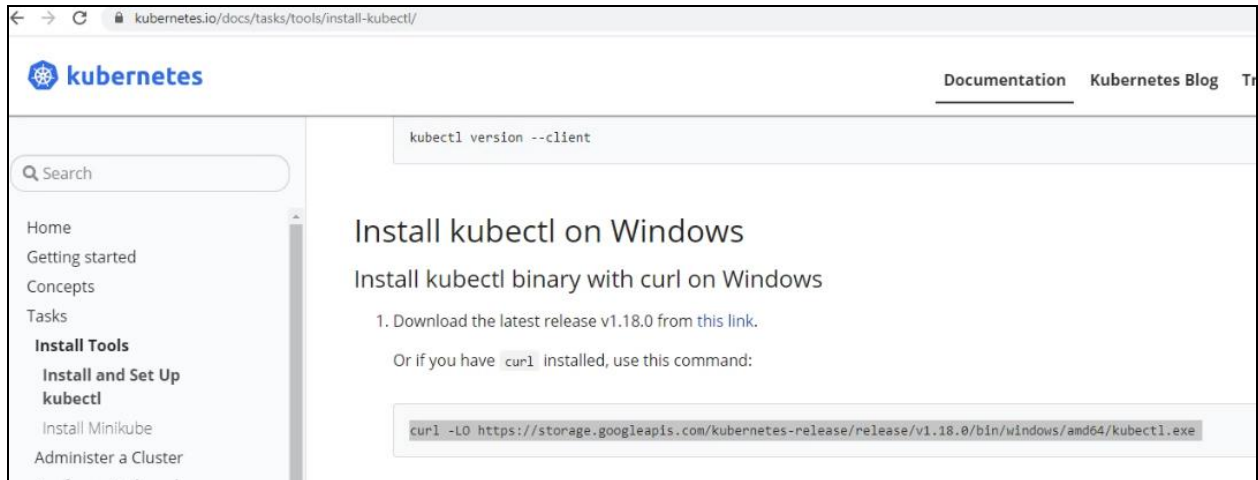 kubernetes.io/docs/tasks/tools/install-kubectl/
kubernetes
Documentation Kubernetes Blog Tr
kubectl version --client
Search
Home
Getting started
Concepts
Tasks
Install Tools
Install and Set Up
kubectl
Install Minikube
Administer a Cluster
Install kubectl on Windows
Install kubectl binary with curl on Windows
1. Download the latest release v1.18.0 from this link.
Or if you have curl installed, use this command:
curl -LO https://storage.googleapis.com/kubernetes-release/release/v1.18.0/bin/windows/amd64/kubectl.exe